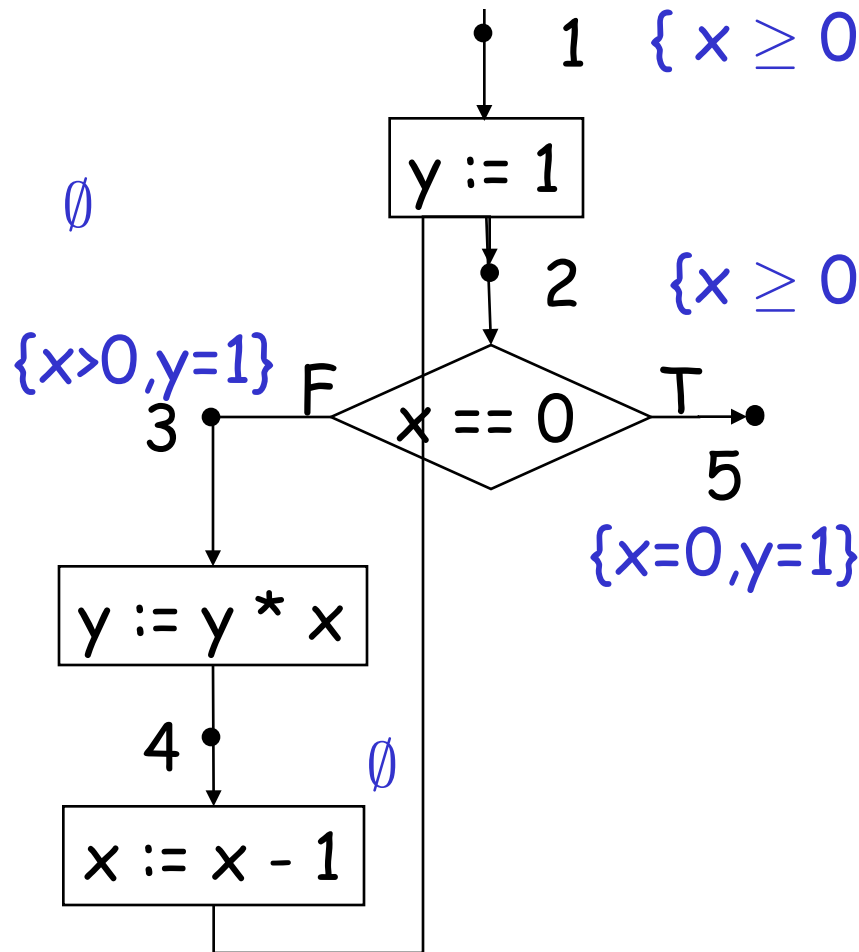 1 { x ≥ 0
y := 1
∅
2 {x ≥ 0
{x>0,y=1}
F
T
3
x == 0
5
{x=0,y=1}
y := y * x
4
∅
x := x - 1